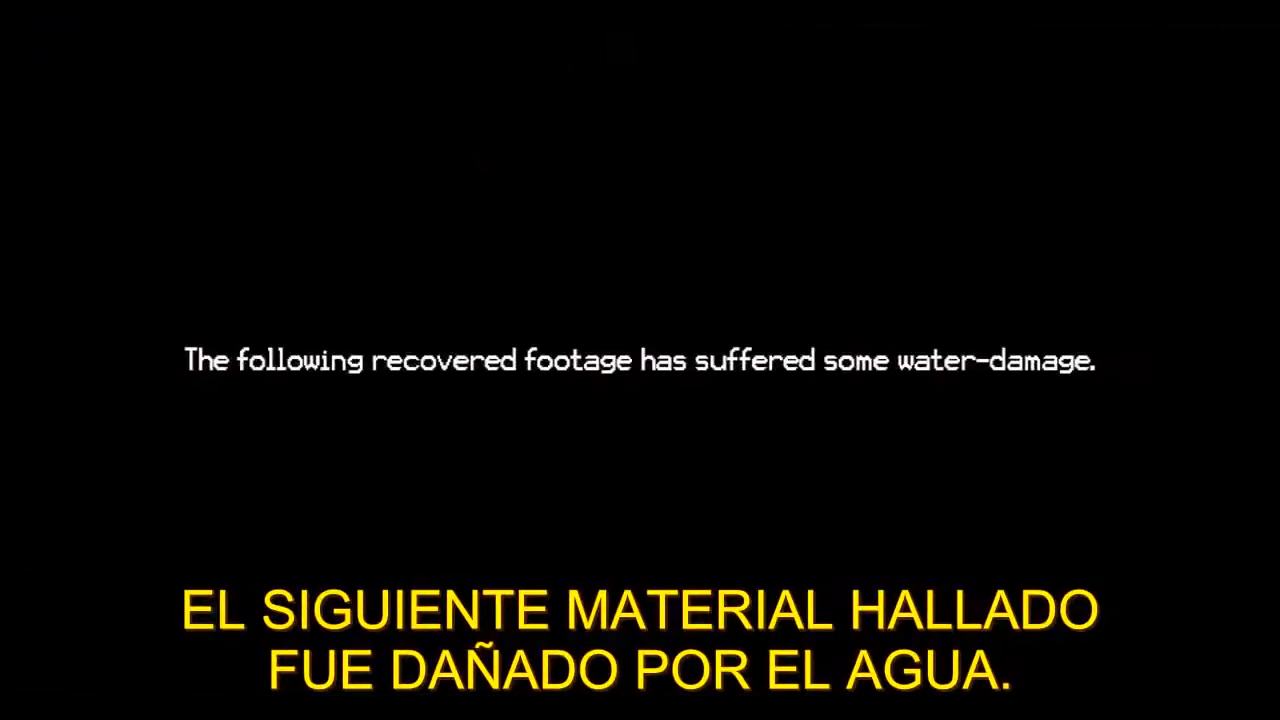 The following recovered footage has suffered some water-damage.
EL SIGUIENTE MATERIAL HALLADO
FUE DAÑADO POR EL AGUA.